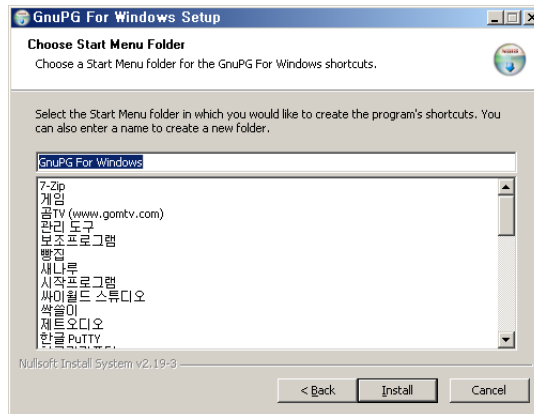 GnuPG For Windows Setup
Choose Start Menu Folder
Choose a Start Menu folder for the GnuPG For Windows shortcuts.
Select the Start Menu folder in which you would like to create the program's shortcuts. You
can also enter a name to create a new folder.
GnuPG For Windows
7-Zip
게임
곰TV (www.gomtv.com)
관리 도구
보조프로그램
빵집
새나루
시작프로그램
싸이월드 스튜디오
싹쓸이
제트오디오
한글 PuTTY
Nullsoft Install System v2.19-3
< Back
Install
Cancel